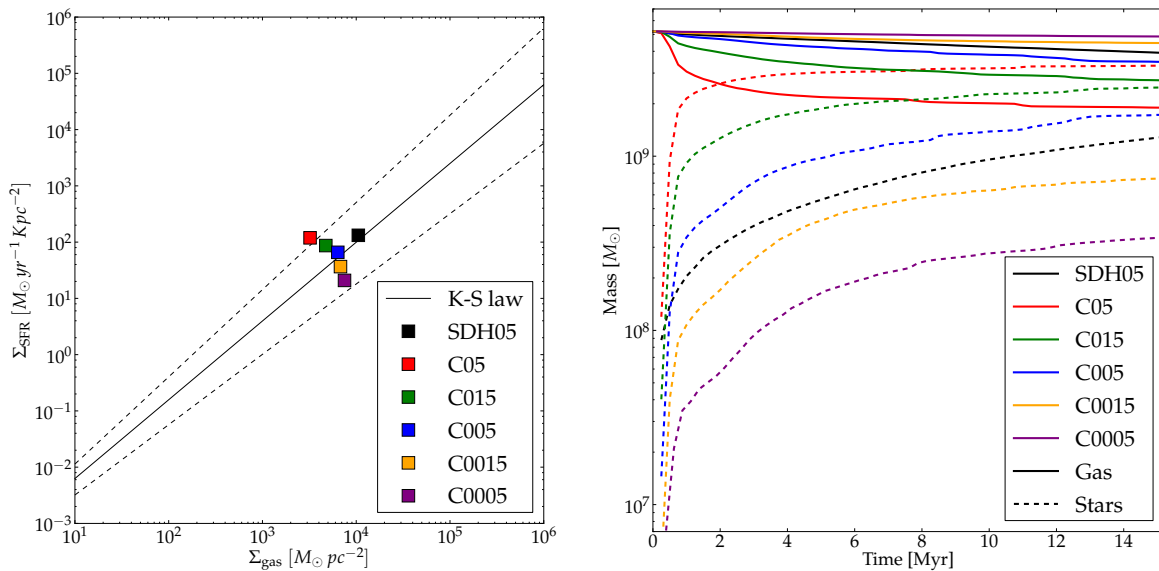 10^6
10^5
10^4
10^3
10^2
10^1
10^0
10^−1
10^−2
10^−3
Σ_SFR [M_⊙ yr^−1 Kpc^−2]
K-S law
SDH05
C05
C015
C005
C0015
C0005
10^1 10^2 10^3 10^4 10^5 10^6
Σ_gas [M_⊙ pc^−2]
10^9
10^8
10^7
Mass [M_⊙]
SDH05
C05
C015
C005
C0015
C0005
Gas
Stars
0 2 4 6 8 10 12 14
Time [Myr]